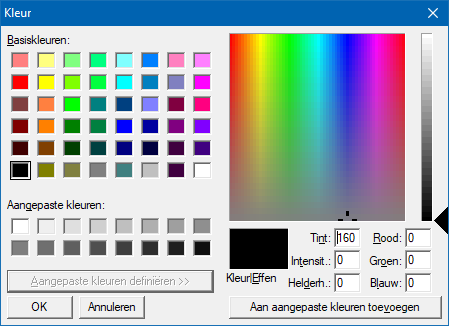 Kleur
Basiskleuren:
Aangepaste kleuren:
Aangepaste kleuren definiëren >>
OK
Annuleren
Kleur|Effen
Tint: 160
Rood: 0
Intensit.: 0
Groen: 0
Helderh.: 0
Blauw: 0
Aan aangepaste kleuren toevoegen